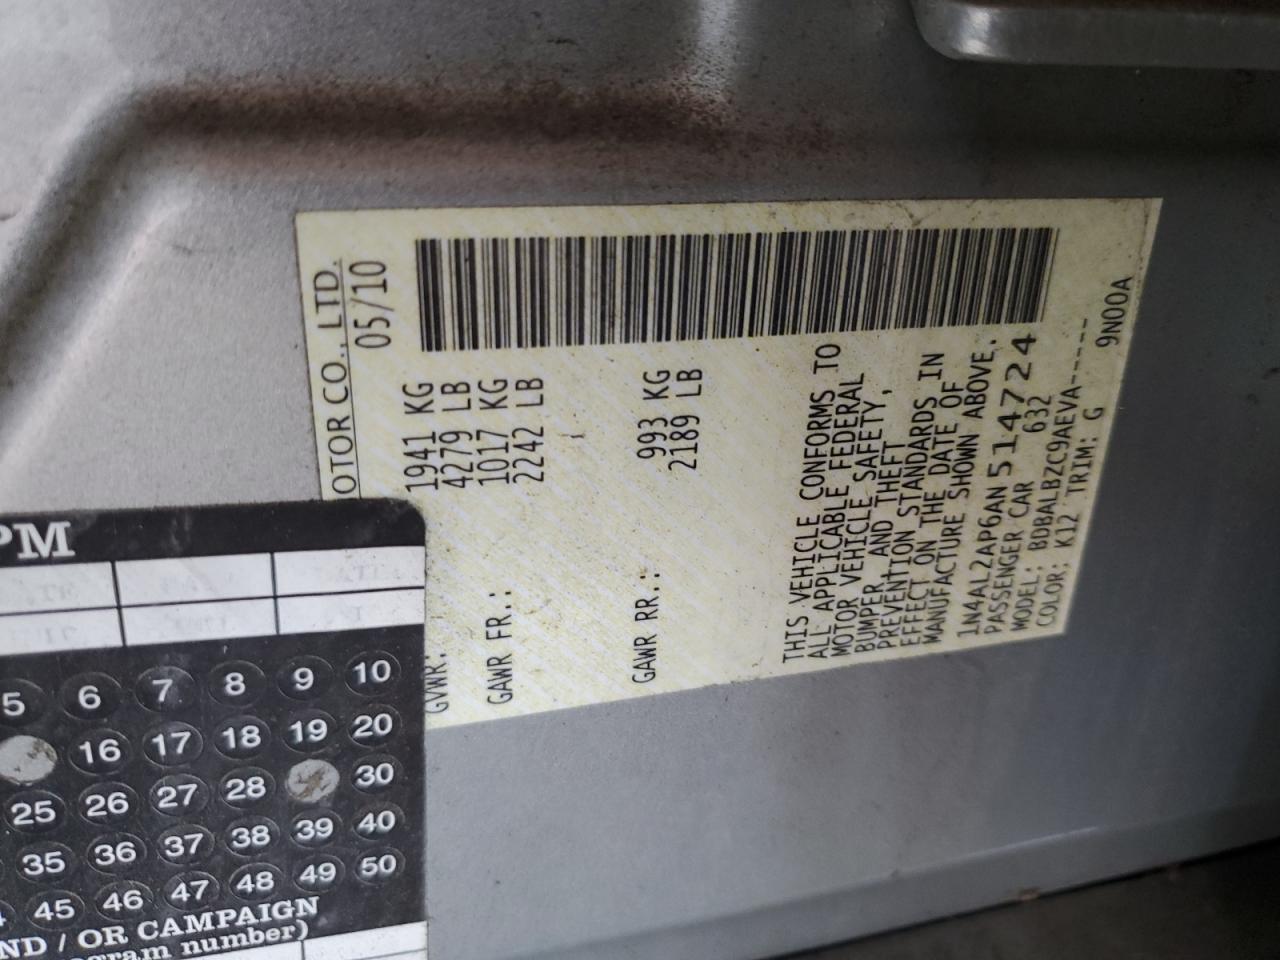 OTOR CO., LTD.
05/10
GVWR: 1941 KG
4279 LB
GAWR FR.: 1017 KG
2242 LB
GAWR RR.: 993 KG
2189 LB
THIS VEHICLE CONFORMS TO
ALL APPLICABLE FEDERAL
MOTOR VEHICLE SAFETY,
BUMPER, AND THEFT
PREVENTION STANDARDS IN
EFFECT ON THE DATE OF
MANUFACTURE SHOWN ABOVE.
1N4AL2AP6AN514724
PASSENGER CAR 632
MODEL: BDBALBZC9AEVA-----
COLOR: K12 TRIM: G
9N00A
PM
5 6 7 8 9 10
16 17 18 19 20
25 26 27 28 30
35 36 37 38 39 40
45 46 47 48 49 50
ND / OR CAMPAIGN
gram number)